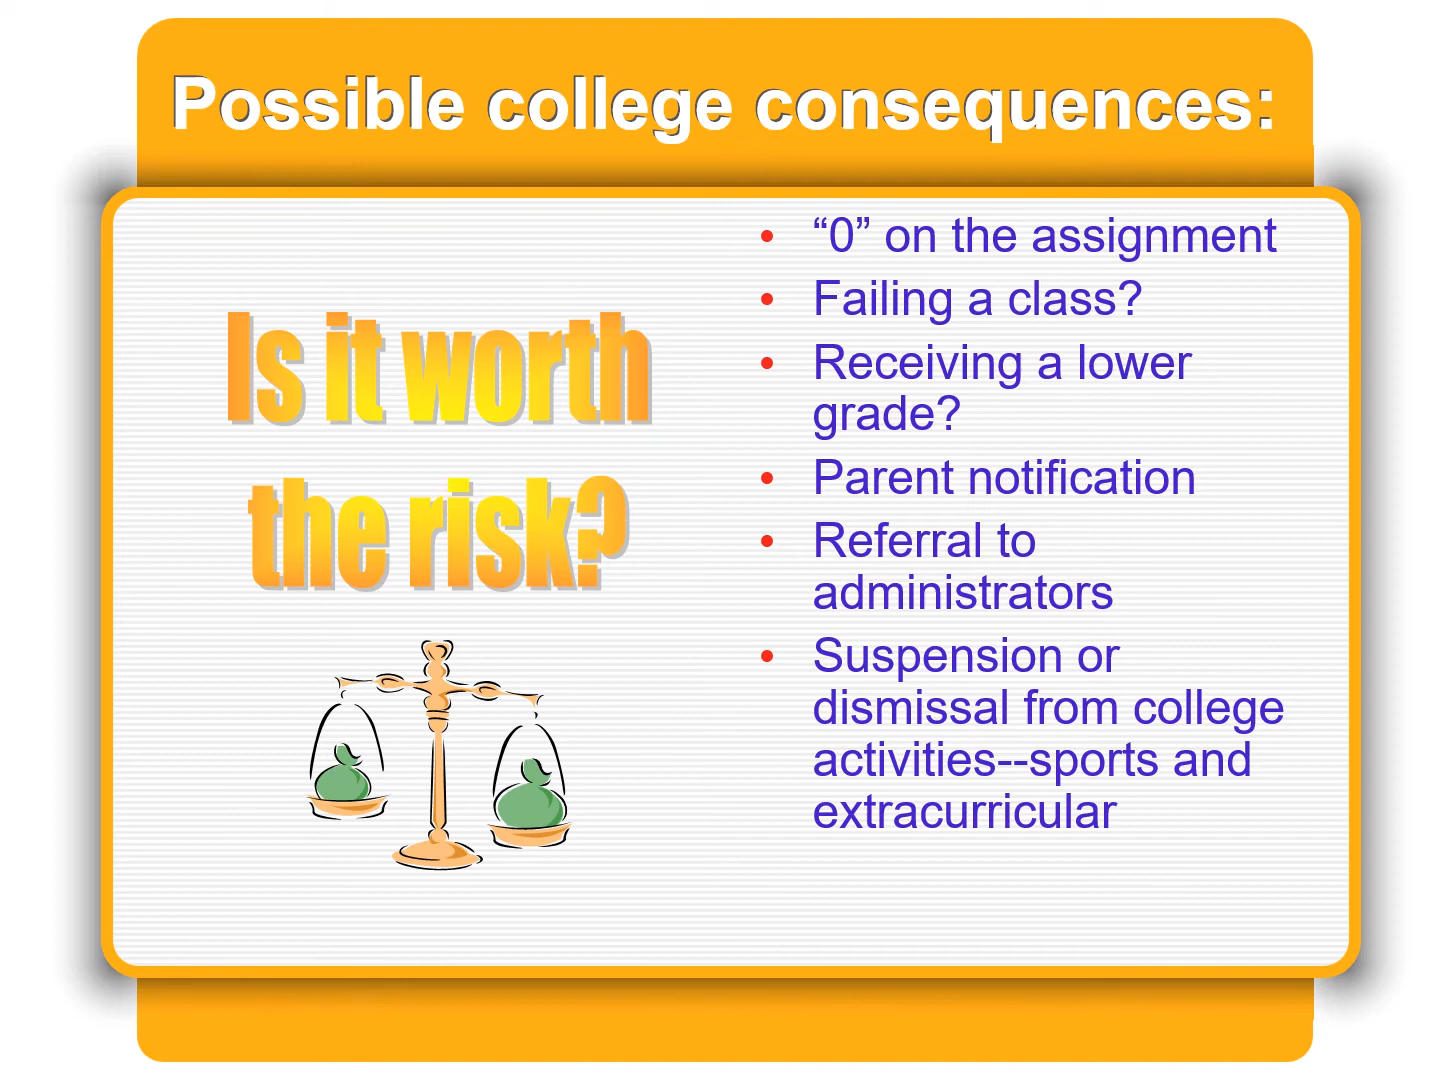 Possible college consequences:
Is it worth
the risk?
• “0” on the assignment
• Failing a class?
• Receiving a lower
grade?
• Parent notification
• Referral to
administrators
• Suspension or
dismissal from college
activities--sports and
extracurricular